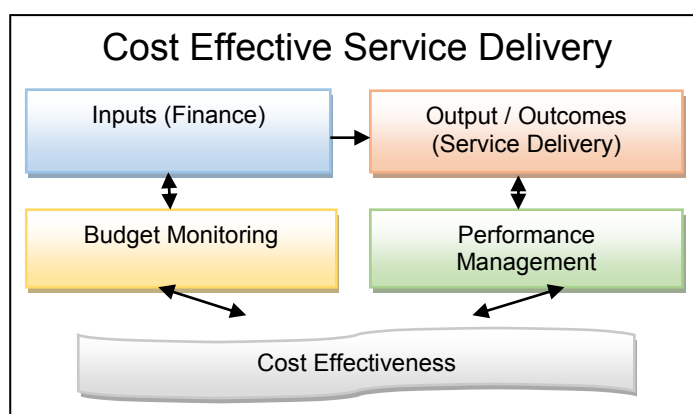 Cost Effective Service Delivery
Inputs (Finance)
Output / Outcomes
(Service Delivery)
Budget Monitoring
Performance
Management
Cost Effectiveness